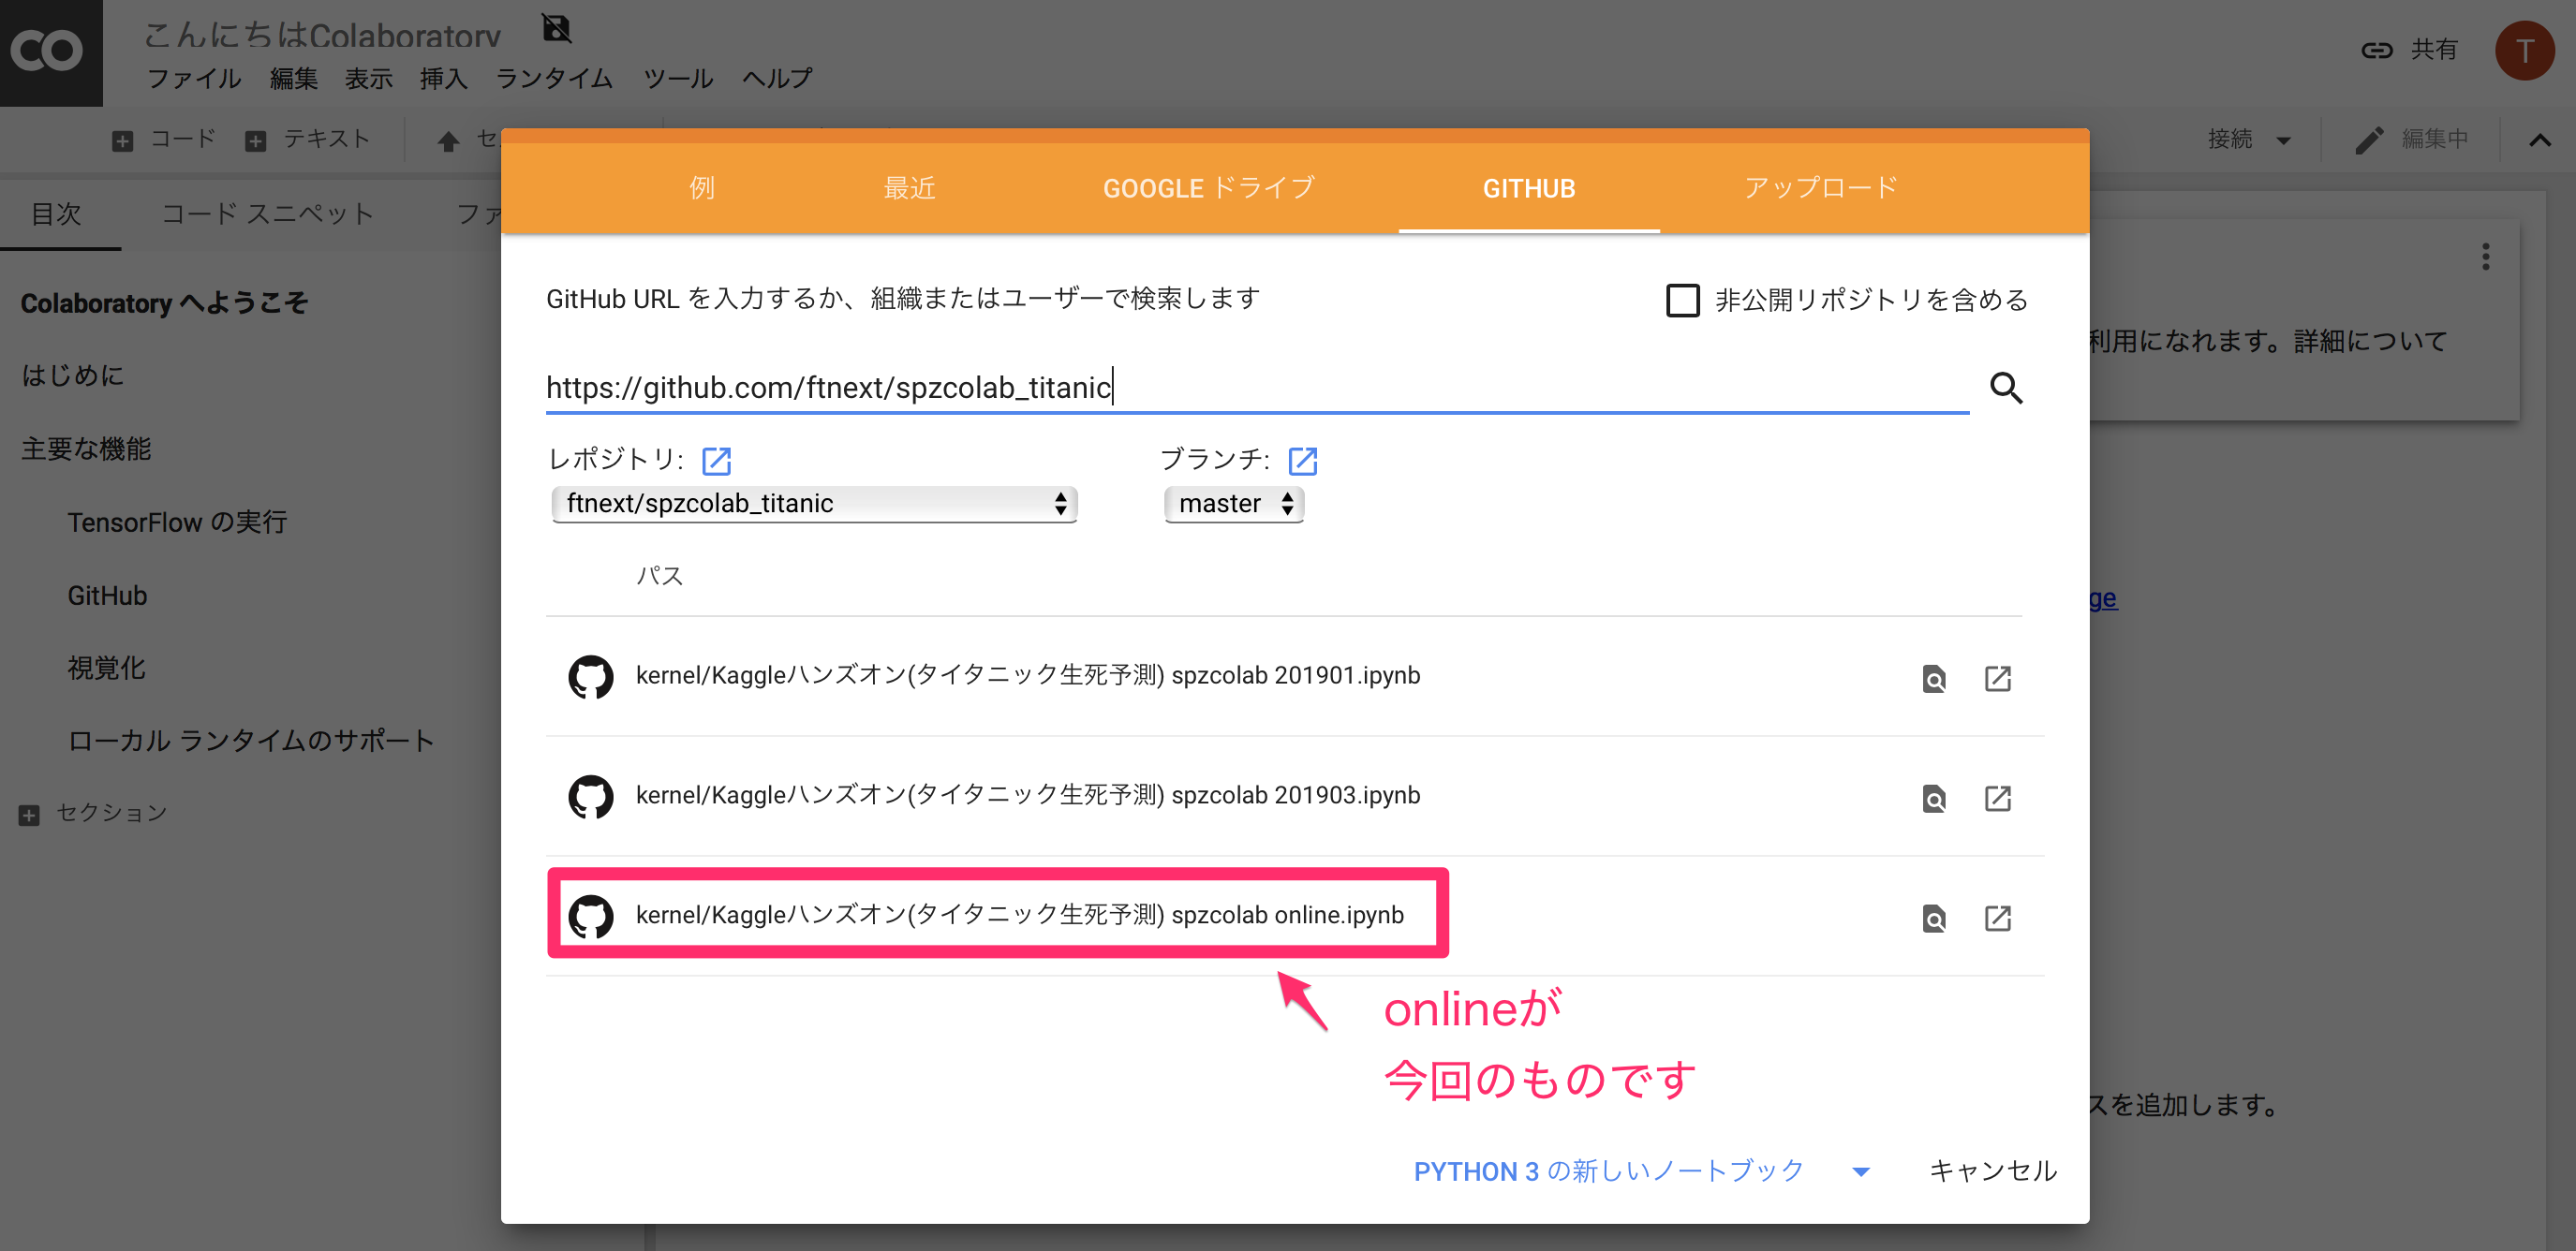 こんにちはColaboratory
ファイル 編集 表示 挿入 ランタイム ツール ヘルプ
共有
T
コード テキスト
接続 編集中
目次 コード スニペット
例 最近 GOOGLE ドライブ GITHUB アップロード
Colaboratory へようこそ
はじめに
主要な機能
TensorFlow の実行
GitHub
視覚化
ローカル ランタイムのサポート
セクション
GitHub URL を入力するか、組織またはユーザーで検索します
非公開リポジトリを含める
https://github.com/ftnext/spzcolab_titanic
レポジトリ: ブランチ:
ftnext/spzcolab_titanic master
パス
kernel/Kaggleハンズオン(タイタニック生死予測) spzcolab 201901.ipynb
kernel/Kaggleハンズオン(タイタニック生死予測) spzcolab 201903.ipynb
kernel/Kaggleハンズオン(タイタニック生死予測) spzcolab online.ipynb
onlineが
今回のものです
PYTHON 3 の新しいノートブック キャンセル
利用になれます。詳細について
ge
スを追加します。